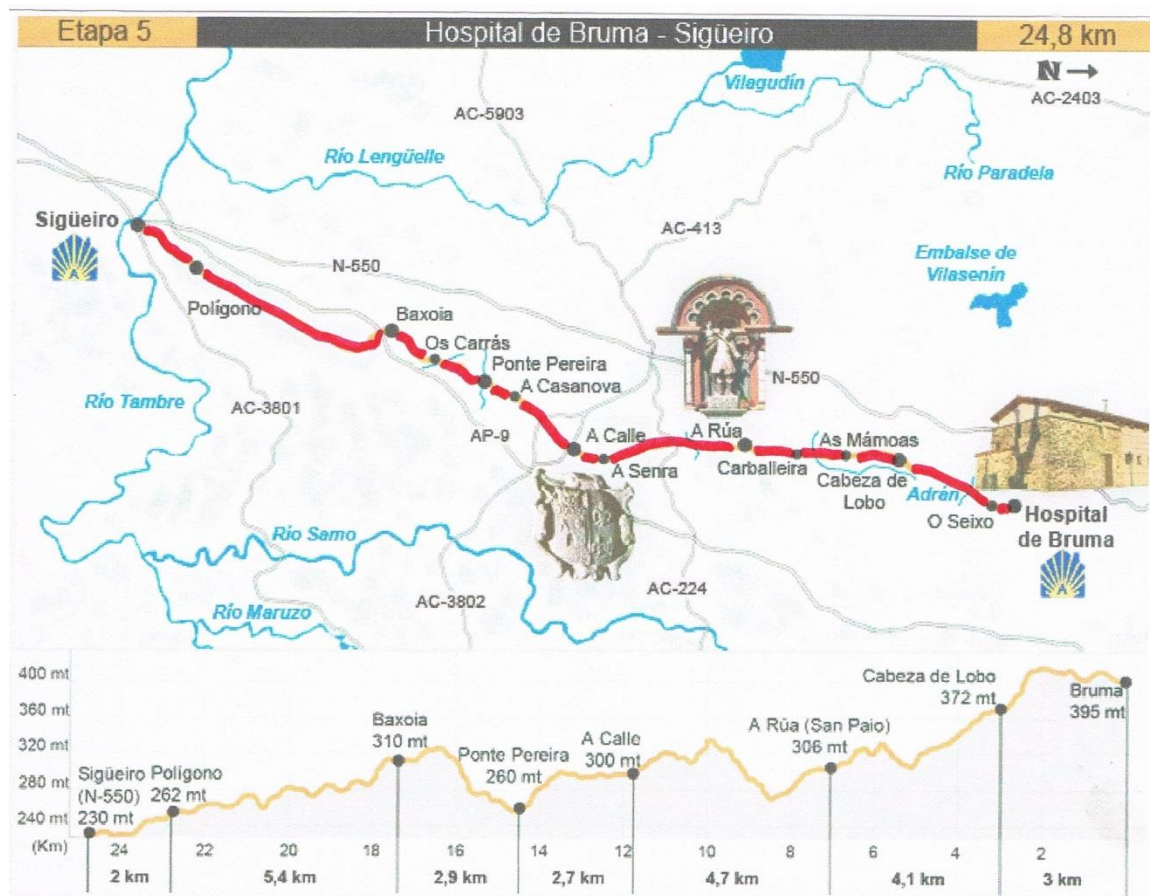 Etapa 5
Hospital de Bruma - Sigüeiro
24,8 km
N
AC-2403
Vilagudín
AC-5903
Río Lengüelle
Río Paradela
Sigüeiro
AC-413
N-550
Embalse de
Vilasenín
Polígono
Baxoia
Os Carrás
Ponte Pereira
A Casanova
N-550
Río Tambre
AC-3801
AP-9
A Calle
A Senra
A Rúa
Carballeira
As Mámoas
Cabeza de
Lobo
Adrán
O Seixo
Hospital
de Bruma
Río Samo
AC-3802
AC-224
Río Maruzo
400 mt
360 mt
320 mt
280 mt
240 mt
(Km)
Sigüeiro
(N-550)
230 mt
Polígono
262 mt
Baxoia
310 mt
Ponte Pereira
260 mt
A Calle
300 mt
A Rúa (San Paio)
306 mt
Cabeza de Lobo
372 mt
Bruma
395 mt
24 22 20 18 16 14 12 10 8 6 4 2
2 km 5,4 km 2,9 km 2,7 km 4,7 km 4,1 km 3 km